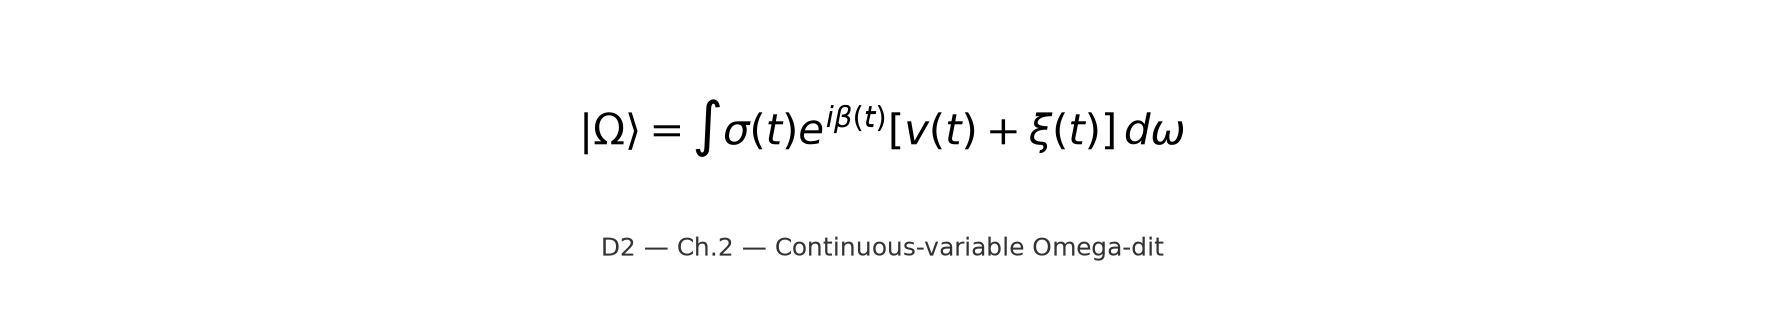 |Ω⟩ = ∫σ(t)e^{iβ(t)}[v(t) + ξ(t)] dω
D2 — Ch.2 — Continuous-variable Omega-dit